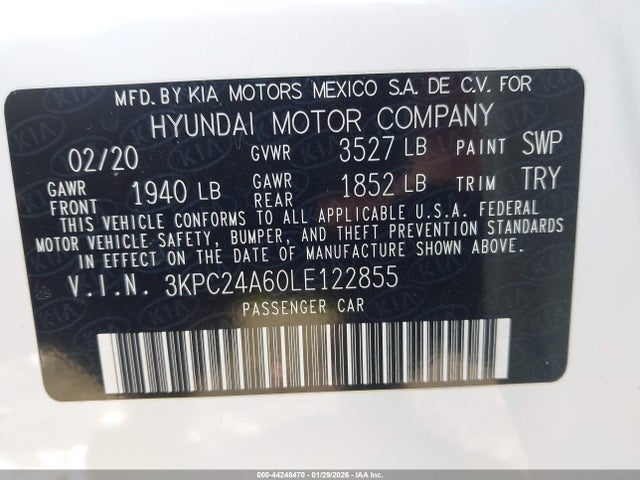 MFD. BY KIA MOTORS MEXICO S.A. DE C.V. FOR
HYUNDAI MOTOR COMPANY
02/20 GVWR 3527 LB PAINT SWP
GAWR FRONT 1940 LB GAWR REAR 1852 LB TRIM TRY
THIS VEHICLE CONFORMS TO ALL APPLICABLE U.S.A. FEDERAL
MOTOR VEHICLE SAFETY, BUMPER, AND THEFT PREVENTION STANDARDS
IN EFFECT ON THE DATE OF MANUFACTURE SHOWN ABOVE.
V.I.N. 3KPC24A60LE122855
PASSENGER CAR
000-44248470 - 01/29/2026 - IAAI.COM